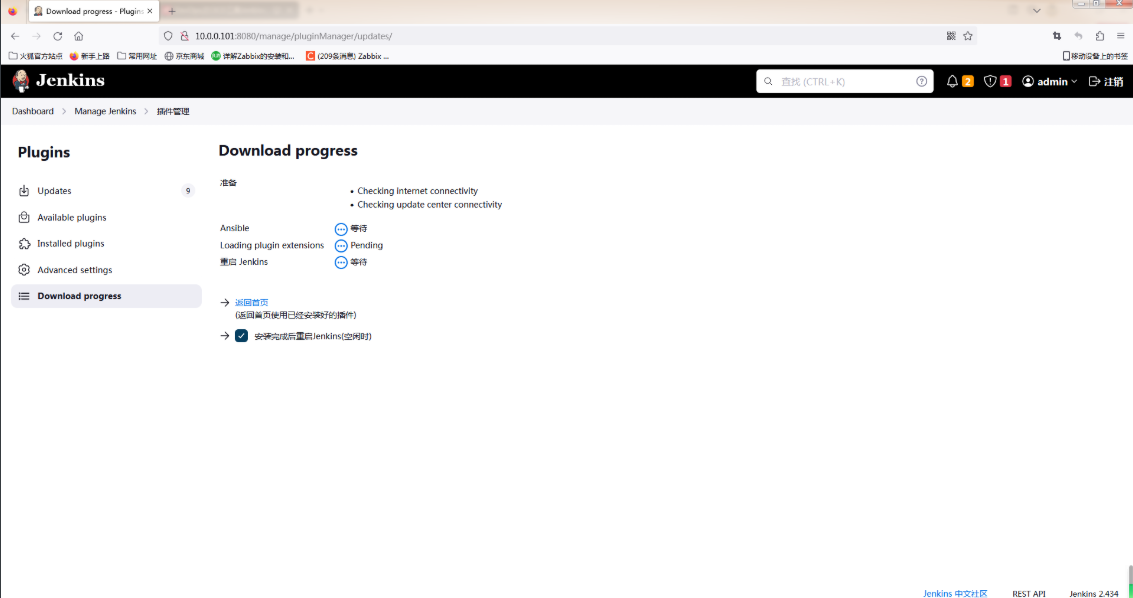 Download progress - Plugins
10.0.0.101:8080/manage/pluginManager/updates/
火狐官方站点 新手上路 常用网址 京东商城 详解Zabbix的安装和... (209条消息) Zabbix ... 移动设备上的书签
Jenkins 查找 (CTRL+K) 2 1 admin 注销
Dashboard Manage Jenkins 插件管理
Plugins
Updates 9
Available plugins
Installed plugins
Advanced settings
Download progress
Download progress
准备
Checking internet connectivity
Checking update center connectivity
Ansible 等待
Loading plugin extensions Pending
重启 Jenkins 等待
返回首页
(返回首页使用已经安装好的插件)
安装完成后重启Jenkins(空闲时)
Jenkins 中文社区 REST API Jenkins 2.434